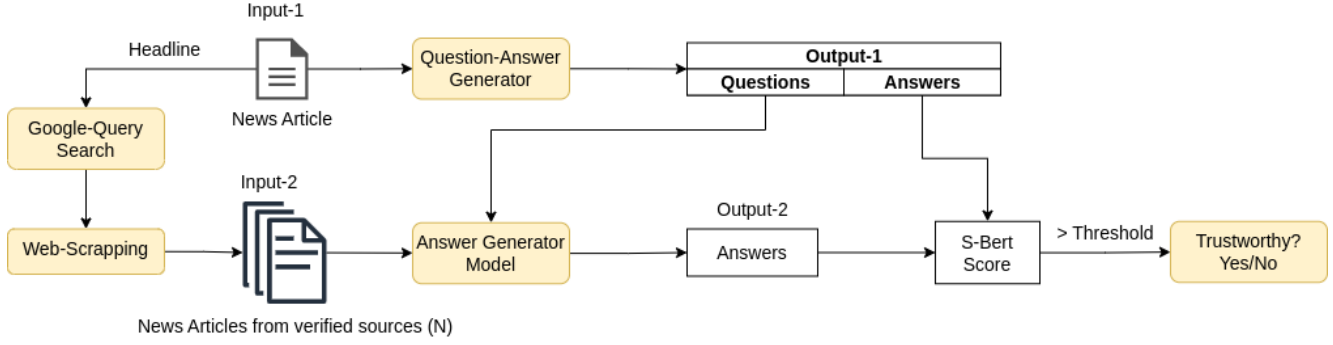 Input-1
Headline
Question-Answer
Generator
Output-1
Questions
Answers
News Article
Google-Query
Search
Input-2
Web-Scrapping
Answer Generator
Model
Output-2
Answers
S-Bert
Score
> Threshold
Trustworthy?
Yes/No
News Articles from verified sources (N)